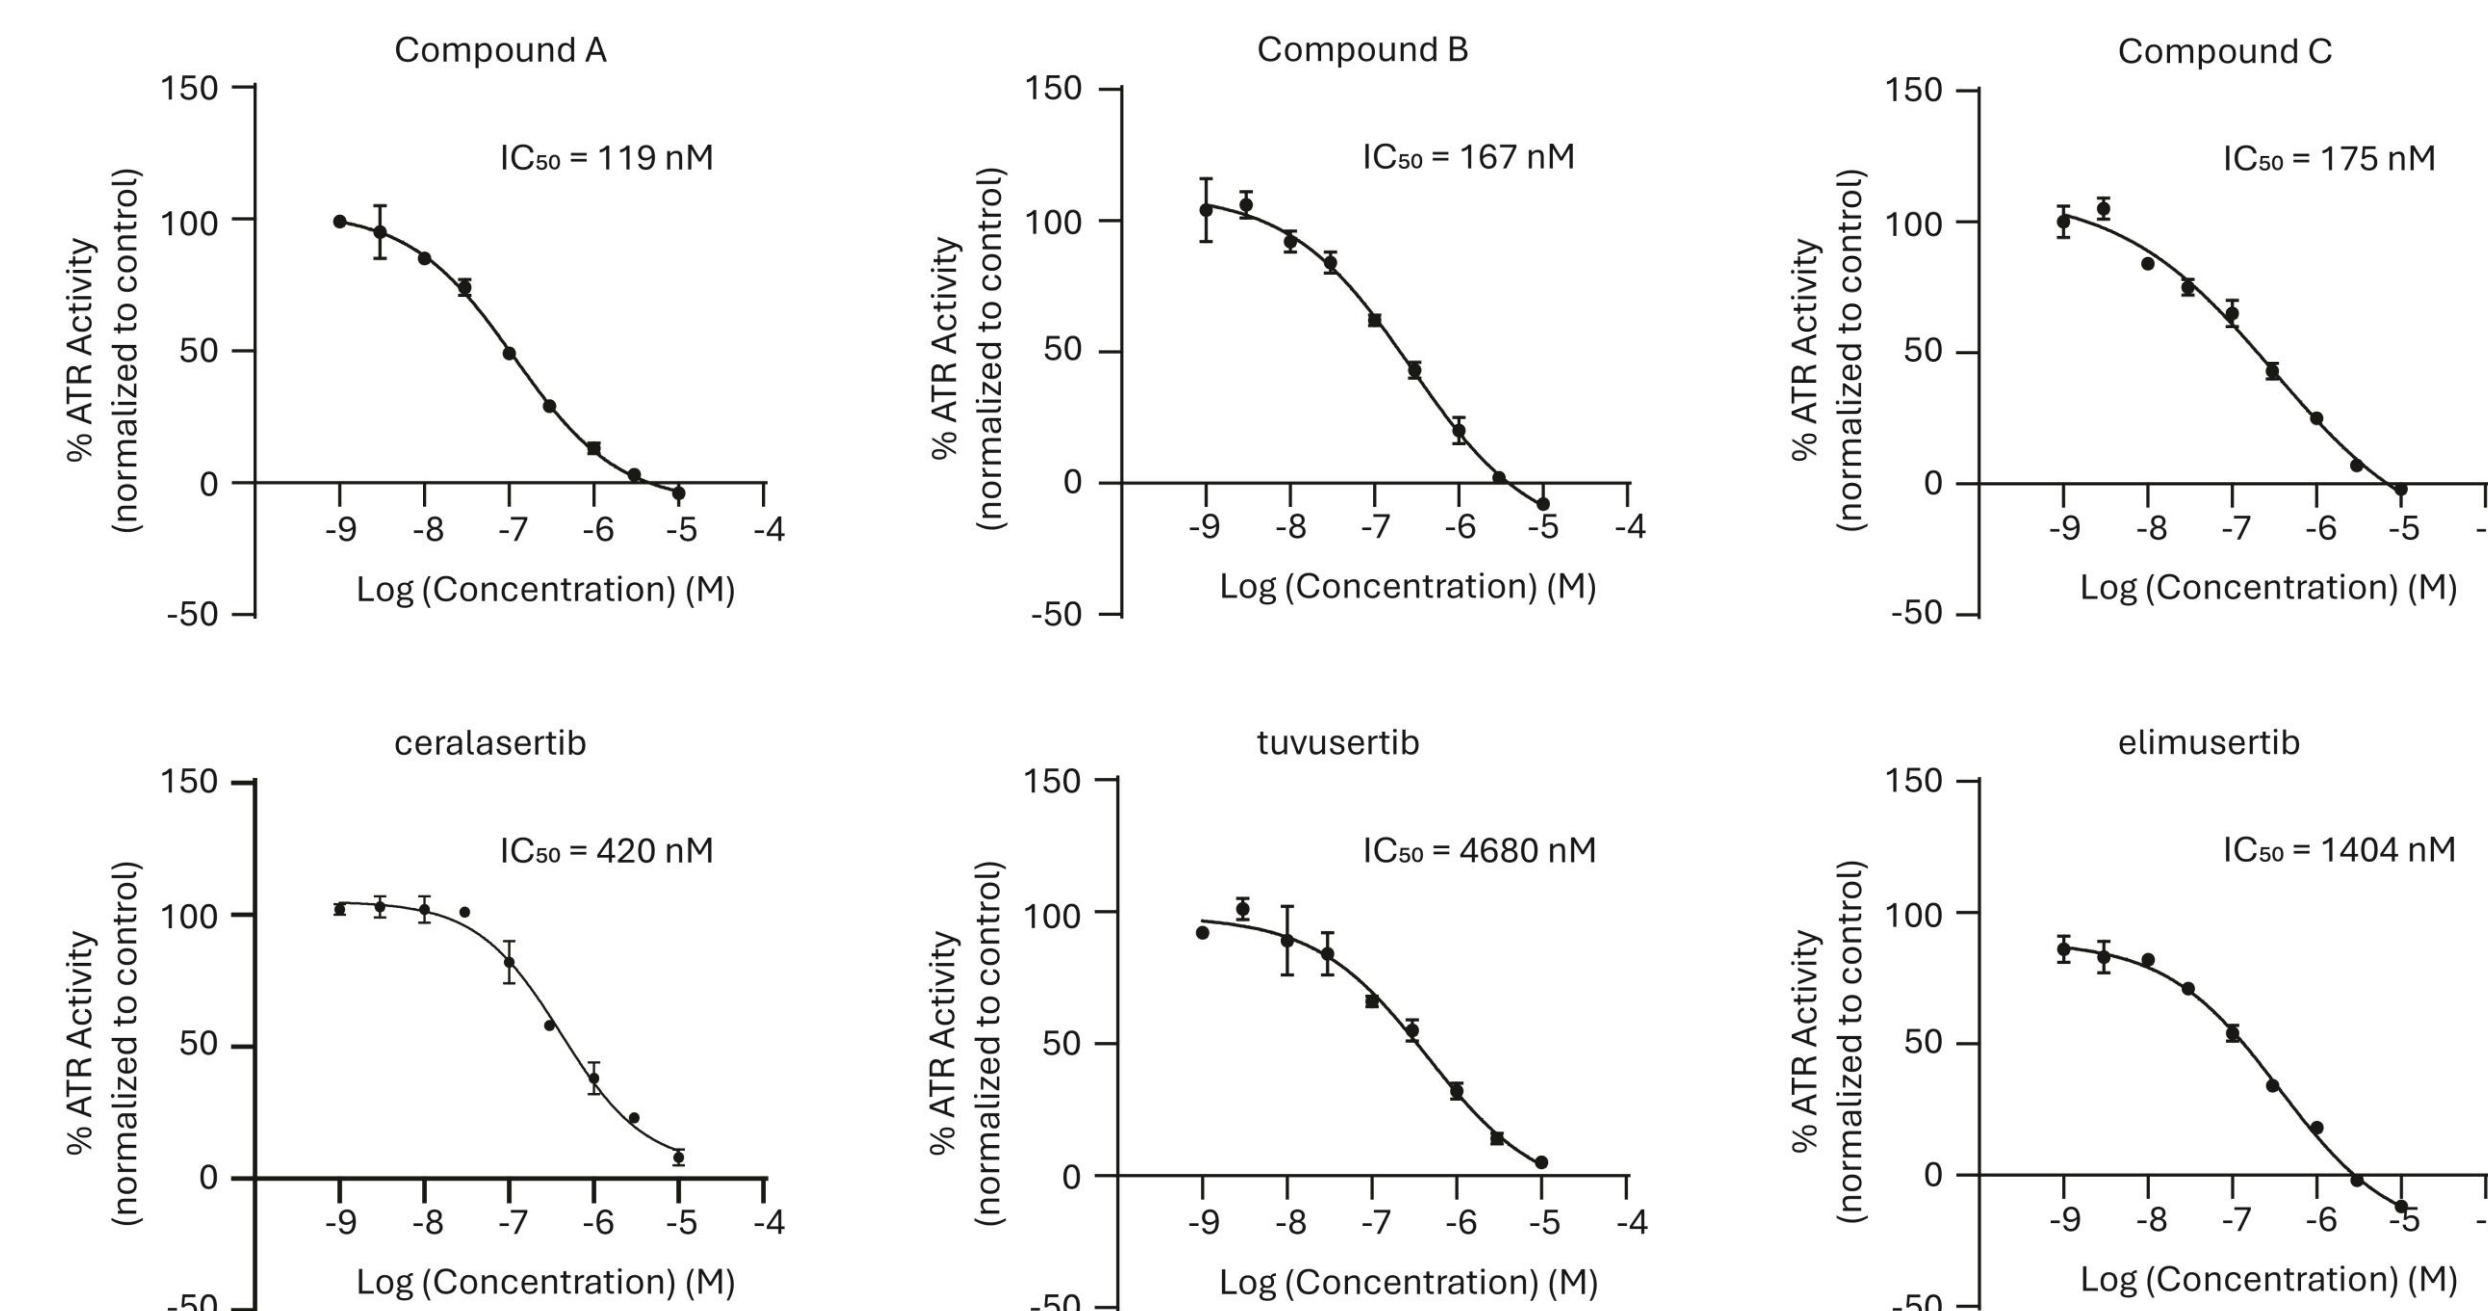 Compound A
150
100
50
0
-50
% ATR Activity
(normalized to control)
IC₅₀ = 119 nM
-9 -8 -7 -6 -5 -4
Log (Concentration) (M)
Compound B
150
100
50
0
-50
% ATR Activity
(normalized to control)
IC₅₀ = 167 nM
-9 -8 -7 -6 -5 -4
Log (Concentration) (M)
Compound C
150
100
50
0
-50
% ATR Activity
(normalized to control)
IC₅₀ = 175 nM
-9 -8 -7 -6 -5
Log (Concentration) (M)
ceralasertib
150
100
50
0
-50
% ATR Activity
(normalized to control)
IC₅₀ = 420 nM
-9 -8 -7 -6 -5 -4
Log (Concentration) (M)
tuvusertib
150
100
50
0
-50
% ATR Activity
(normalized to control)
IC₅₀ = 4680 nM
-9 -8 -7 -6 -5 -4
Log (Concentration) (M)
elimusertib
150
100
50
0
-50
% ATR Activity
(normalized to control)
IC₅₀ = 1404 nM
-9 -8 -7 -6 -5
Log (Concentration) (M)